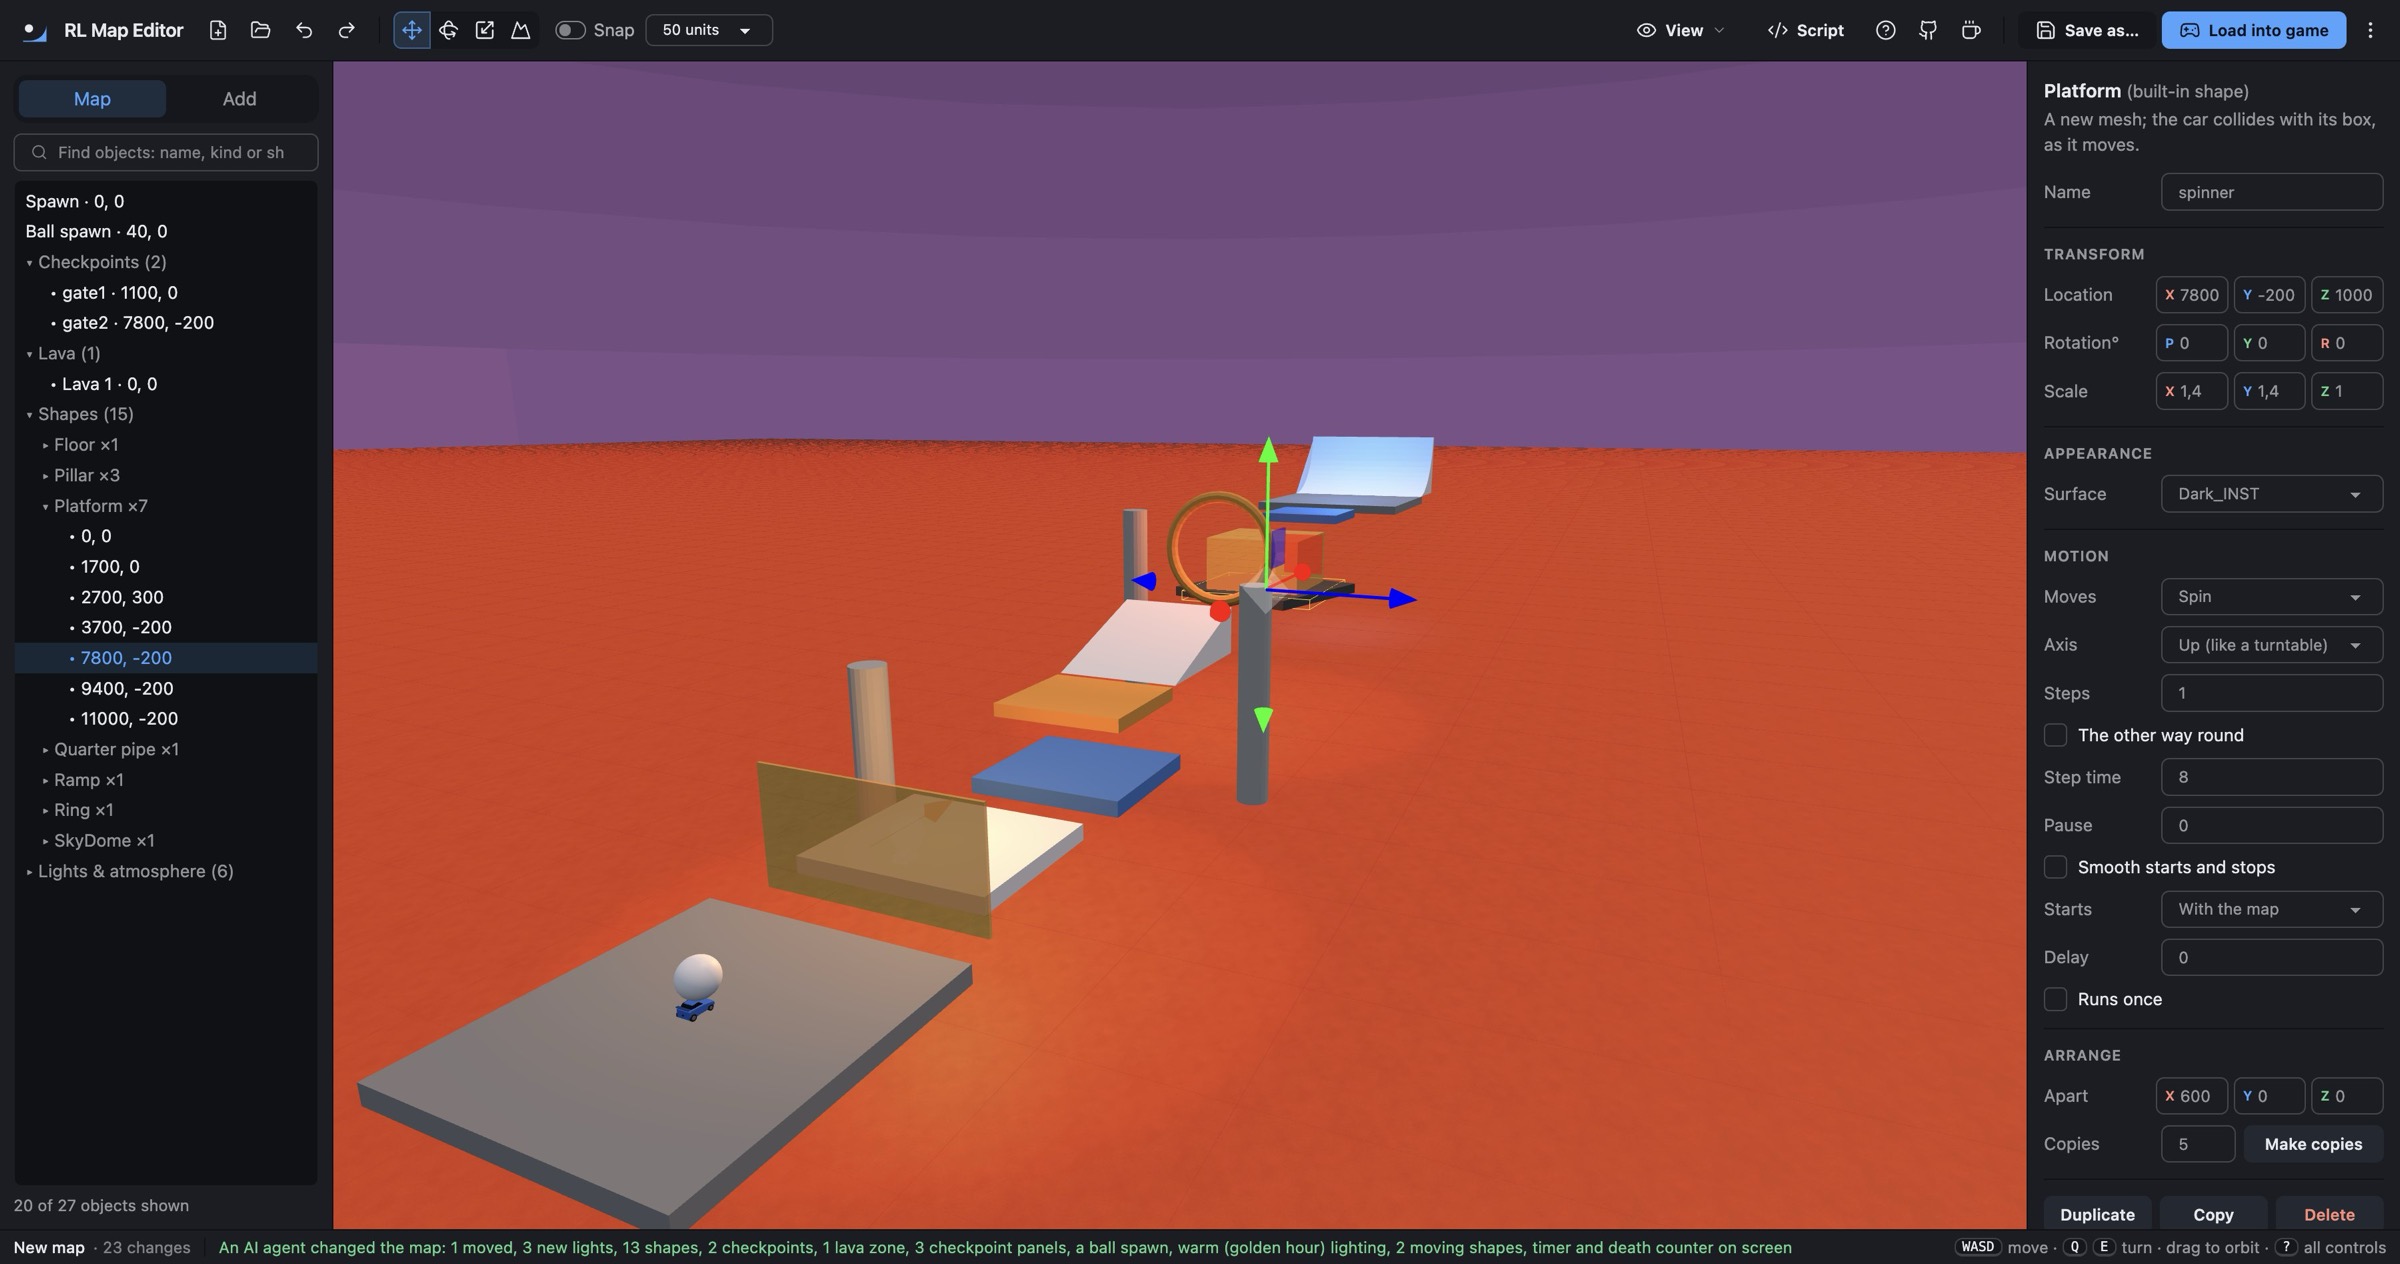 RL Map Editor
Snap
50 units
View
Script
Save as...
Load into game
Map
Add
Find objects: name, kind or sh
Spawn · 0, 0
Ball spawn · 40, 0
Checkpoints (2)
gate1 · 1100, 0
gate2 · 7800, -200
Lava (1)
Lava 1 · 0, 0
Shapes (15)
Floor ×1
Pillar ×3
Platform ×7
0, 0
1700, 0
2700, 300
3700, -200
7800, -200
9400, -200
11000, -200
Quarter pipe ×1
Ramp ×1
Ring ×1
SkyDome ×1
Lights & atmosphere (6)
20 of 27 objects shown
Platform (built-in shape)
A new mesh; the car collides with its box,
as it moves.
Name spinner
TRANSFORM
Location X 7800 Y -200 Z 1000
Rotation° P 0 Y 0 R 0
Scale X 1,4 Y 1,4 Z 1
APPEARANCE
Surface Dark_INST
MOTION
Moves Spin
Axis Up (like a turntable)
Steps 1
The other way round
Step time 8
Pause 0
Smooth starts and stops
Starts With the map
Delay 0
Runs once
ARRANGE
Apart X 600 Y 0 Z 0
Copies 5 Make copies
Duplicate Copy Delete
New map · 23 changes An AI agent changed the map: 1 moved, 3 new lights, 13 shapes, 2 checkpoints, 1 lava zone, 3 checkpoint panels, a ball spawn, warm (golden hour) lighting, 2 moving shapes, timer and death counter on screen WASD move · Q E turn · drag to orbit · ? all controls